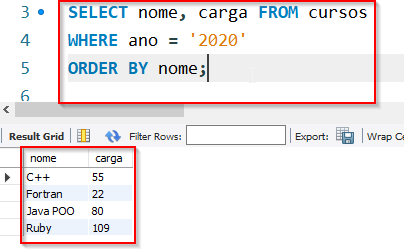 3 SELECT nome, carga FROM cursos
4 WHERE ano = '2020'
5 ORDER BY nome;
6
Result Grid Filter Rows: Export: Wrap Ce
nome carga
C++ 55
Fortran 22
Java POO 80
Ruby 109